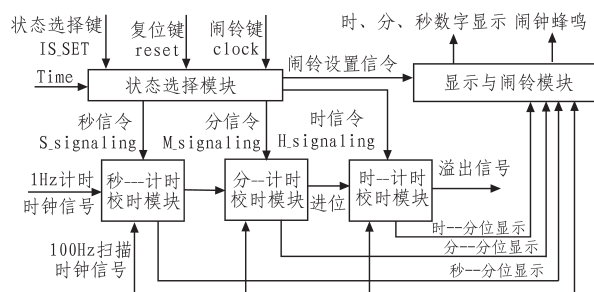 状态选择键
IS_SET
复位键
reset
闹铃键
clock
时、分、秒数字显示 闹钟蜂鸣
Time
状态选择模块
闹铃设置信令
显示与闹铃模块
秒信令
S_signaling
分信令
M_signaling
时信令
H_signaling
1Hz计时
时钟信号
秒---计时
校时模块
分--计时
校时模块
进位
时--计时
校时模块
溢出信号
时--分位显示
分--分位显示
秒--分位显示
100Hz扫描
时钟信号